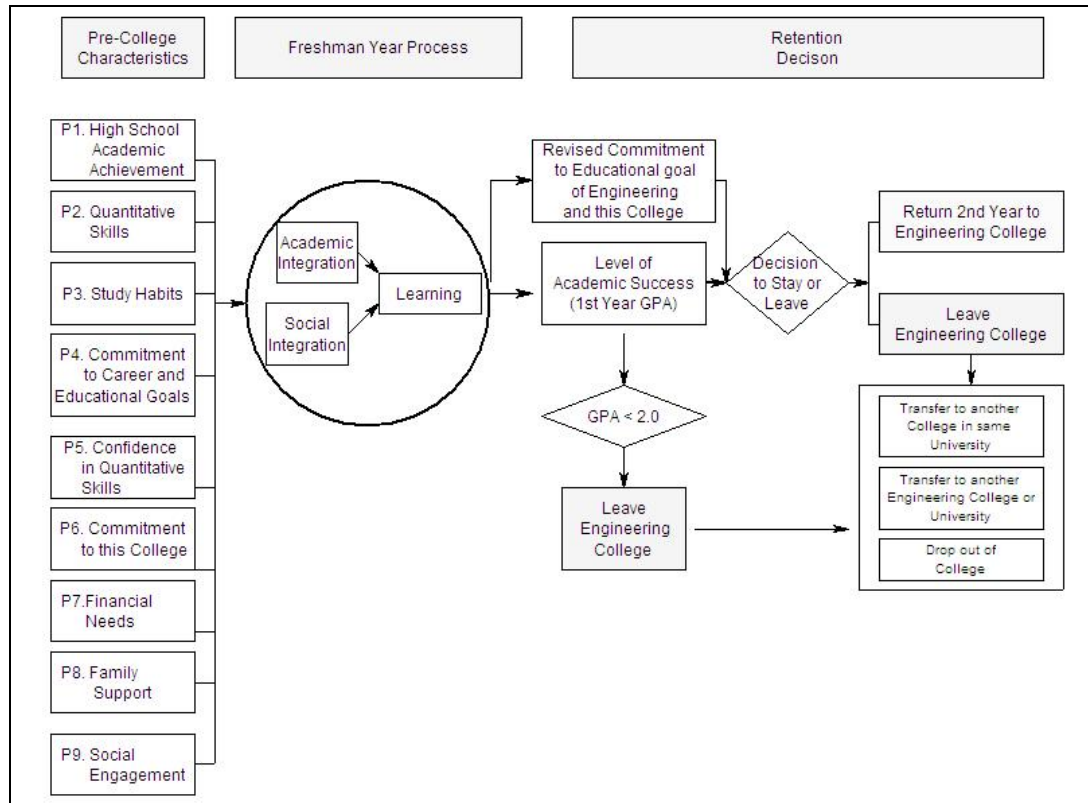 Pre-College
Characteristics
Freshman Year Process
Retention
Decison
P1. High School
Academic
Achievement
P2. Quantitative
Skills
P3. Study Habits
P4. Commitment
to Career and
Educational Goals
P5. Confidence
in Quantitative
Skills
P6. Commitment
to this College
P7.Financial
Needs
P8. Family
Support
P9. Social
Engagement
Academic
Integration
Social
Integration
Learning
Revised Commitment
to Educational goal
of Engineering
and this College
Level of
Academic Success
(1st Year GPA)
GPA < 2.0
Leave
Engineering
College
Decision
to Stay or
Leave
Return 2nd Year to
Engineering College
Leave
Engineering College
Transfer to another
College in same
University
Transfer to another
Engineering College or
University
Drop out of
College